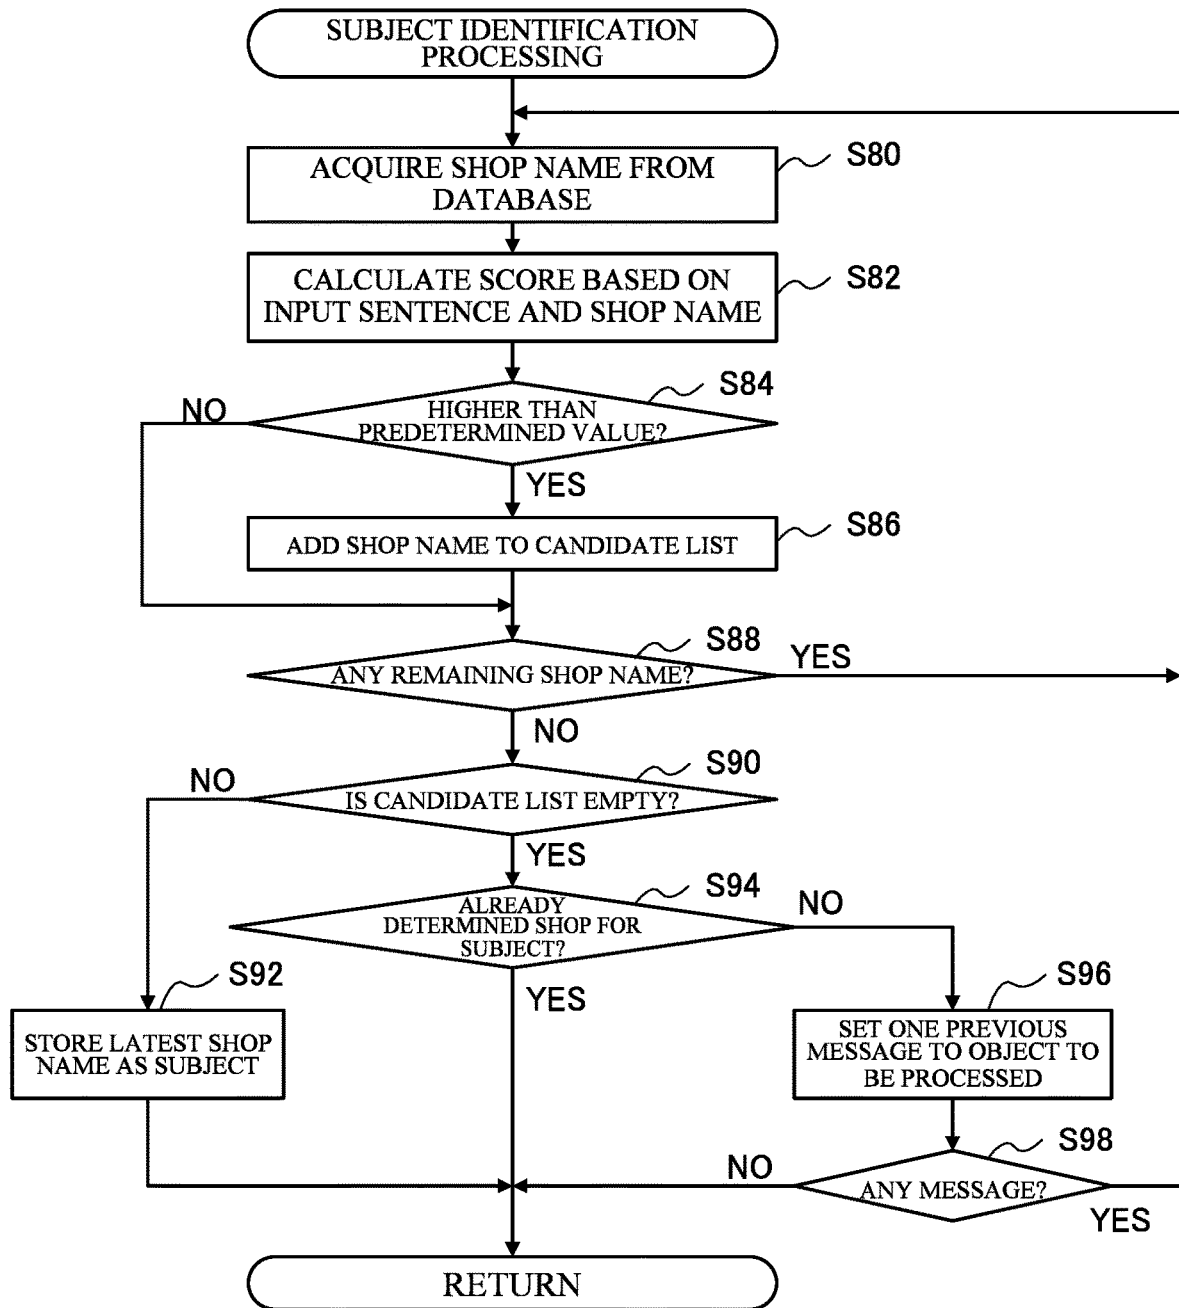 SUBJECT IDENTIFICATION
PROCESSING
ACQUIRE SHOP NAME FROM
DATABASE
S80
CALCULATE SCORE BASED ON
INPUT SENTENCE AND SHOP NAME
S82
S84
NO
HIGHER THAN
PREDETERMINED VALUE?
YES
S86
ADD SHOP NAME TO CANDIDATE LIST
S88
ANY REMAINING SHOP NAME?
YES
NO
S90
NO
IS CANDIDATE LIST EMPTY?
YES
S94
ALREADY
DETERMINED SHOP FOR
SUBJECT?
NO
YES
S92
STORE LATEST SHOP
NAME AS SUBJECT
S96
SET ONE PREVIOUS
MESSAGE TO OBJECT TO
BE PROCESSED
S98
NO
ANY MESSAGE?
YES
RETURN